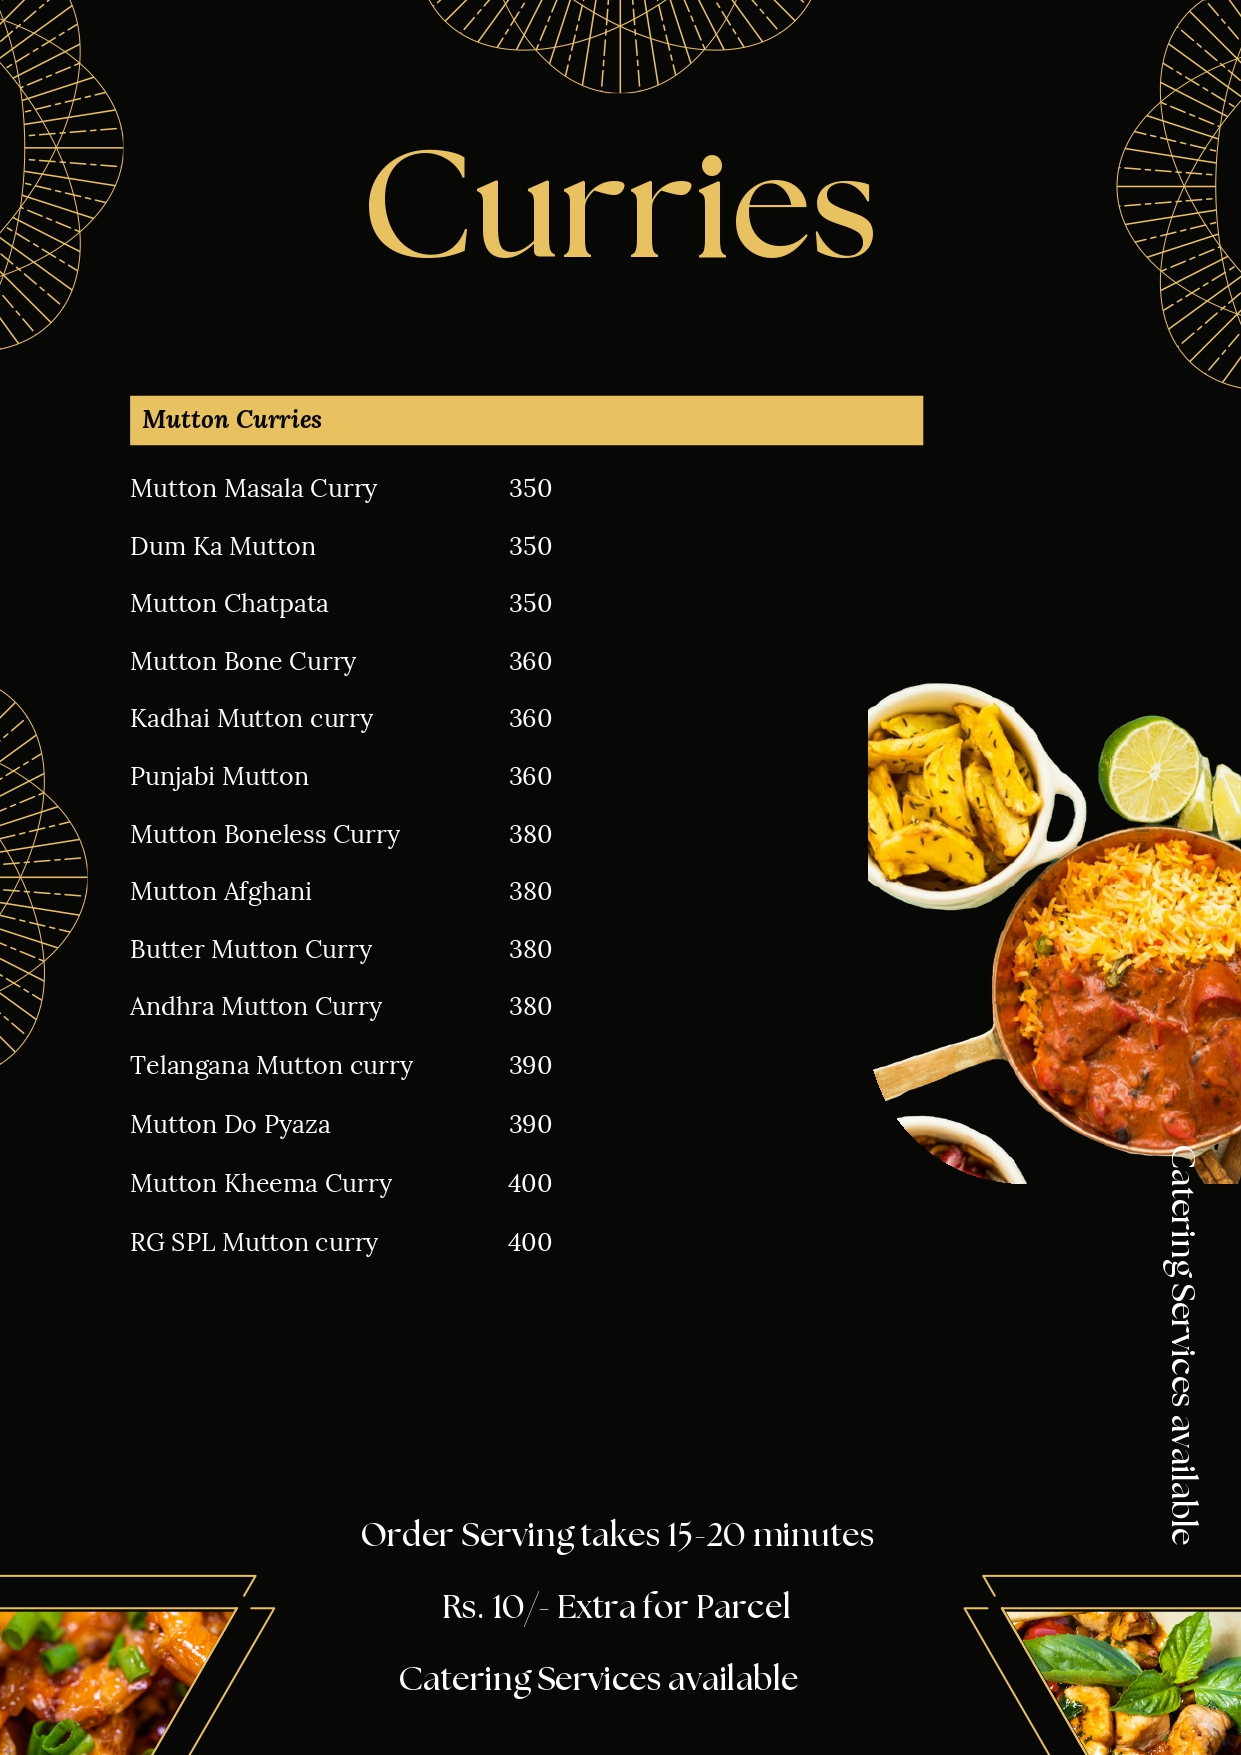 Curries
Mutton Curries
Mutton Masala Curry 350
Dum Ka Mutton 350
Mutton Chatpata 350
Mutton Bone Curry 360
Kadhai Mutton curry 360
Punjabi Mutton 360
Mutton Boneless Curry 380
Mutton Afghani 380
Butter Mutton Curry 380
Andhra Mutton Curry 380
Telangana Mutton curry 390
Mutton Do Pyaza 390
Mutton Kheema Curry 400
RG SPL Mutton curry 400
Catering Services available
Order Serving takes 15-20 minutes
Rs. 10/- Extra for Parcel
Catering Services available